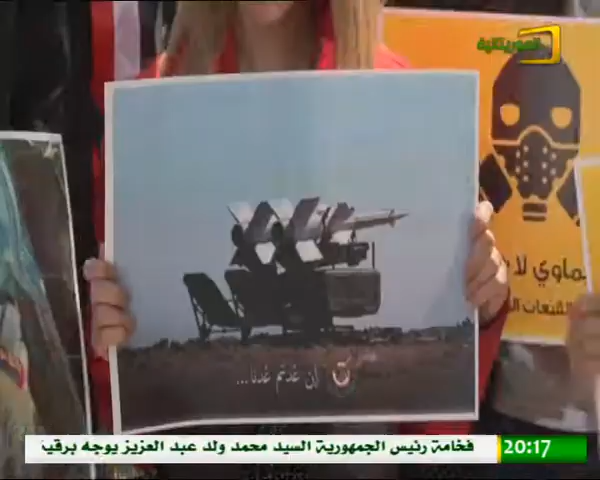 الموريتانية
إن عدتم عدنا...
فخامة رئيس الجمهورية السيد محمد ولد عبد العزيز يوجه برقية
20:17